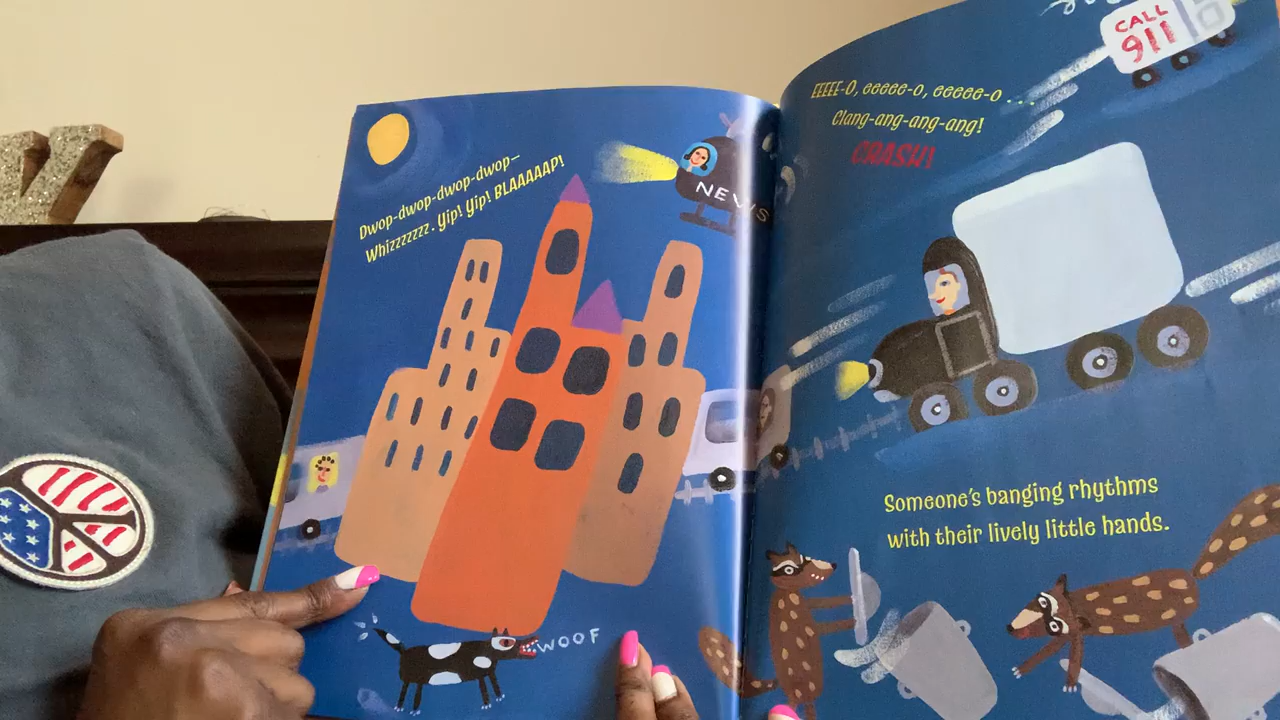 Dwop-dwop-dwop-dwop—
Whizzzzzzz. Yip! Yip! BLAAAAAP!
NEWS
WOOF
CALL
911
EEEEE-O, eeeee-o, eeeee-o . . .
Clang-ang-ang-ang!
CRASH!
Someone's banging rhythms
with their lively little hands.